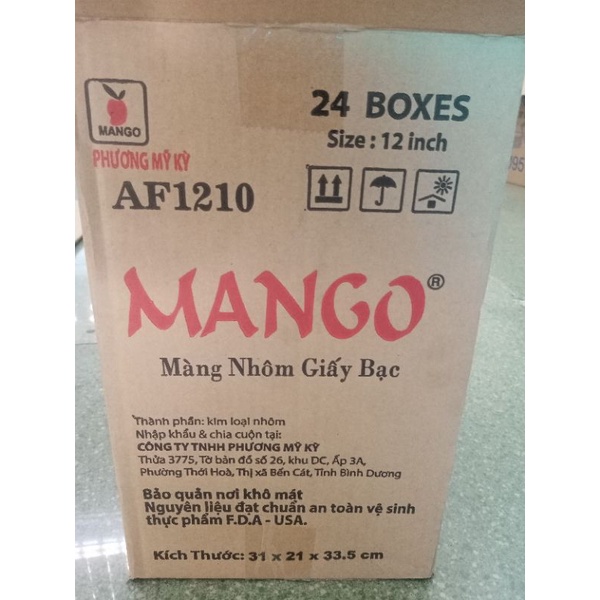 MANGO
PHƯƠNG MỸ KỲ
AF1210
24 BOXES
Size : 12 inch
MANGO®
Màng Nhôm Giấy Bạc
Thành phần: kim loại nhôm
Nhập khẩu & chia cuộn tại:
CÔNG TY TNHH PHƯƠNG MỸ KỲ
Thửa 3775, Tờ bản đồ số 26, khu DC, Ấp 3A,
Phường Thới Hoà, Thị xã Bến Cát, Tỉnh Bình Dương
Bảo quản nơi khô mát
Nguyên liệu đạt chuẩn an toàn vệ sinh
thực phẩm F.D.A - USA.
Kích Thước: 31 x 21 x 33.5 cm